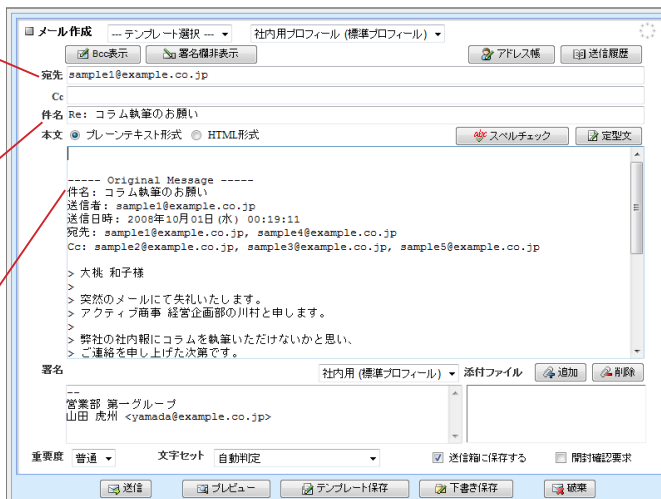 メール作成 --- テンプレート選択 --- 社内用プロフィール (標準プロフィール)
Bcc表示 署名欄非表示 アドレス帳 送信履歴
宛先 sample1@example.co.jp
Cc
件名 Re: コラム執筆のお願い
本文 プレーンテキスト形式 HTML形式 スペルチェック 定型文
----- Original Message -----
件名: コラム執筆のお願い
送信者: sample1@example.co.jp
送信日時: 2008年10月01日 (水) 00:19:11
宛先: sample1@example.co.jp, sample4@example.co.jp
Cc: sample2@example.co.jp, sample3@example.co.jp, sample5@example.co.jp
> 大桃 和子様
>
> 突然のメールにて失礼いたします。
> アクティブ商事 経営企画部の川村と申します。
>
> 弊社の社内報にコラムを執筆いただけないかと思い、
> ご連絡を申し上げた次第です。
署名 社内用 (標準プロフィール) 添付ファイル 追加 削除
--
営業部 第一グループ
山田 虎州 <yamada@example.co.jp>
重要度 普通 文字セット 自動判定 送信箱に保存する 開封確認要求
送信 プレビュー テンプレート保存 下書き保存 破棄